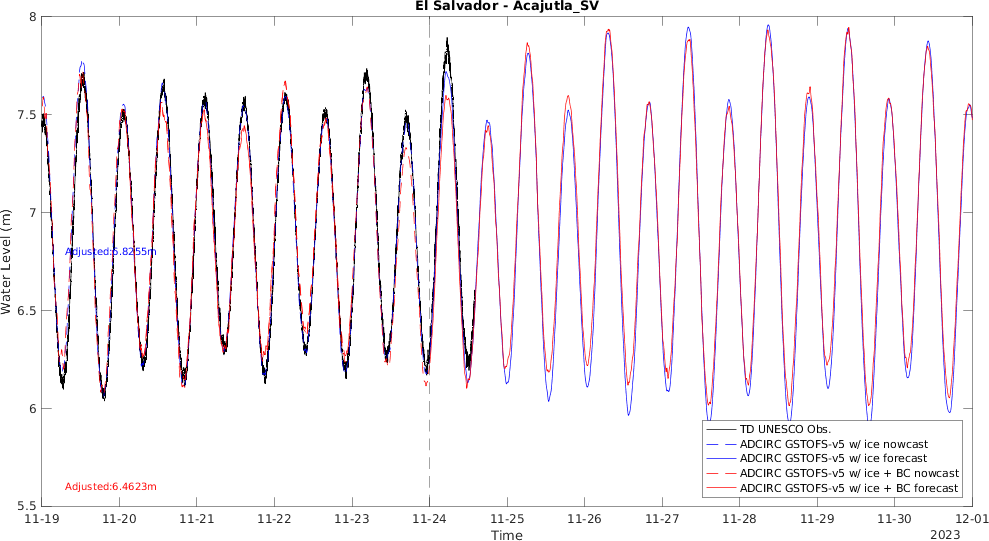 El Salvador - Acajutla_SV
8
7.5
7
6.5
6
5.5
Water Level (m)
Adjusted:5.8255m
Adjusted:6.4623m
TD UNESCO Obs.
ADCIRC GSTOFS-v5 w/ ice nowcast
ADCIRC GSTOFS-v5 w/ ice forecast
ADCIRC GSTOFS-v5 w/ ice + BC nowcast
ADCIRC GSTOFS-v5 w/ ice + BC forecast
11-19 11-20 11-21 11-22 11-23 11-24 11-25 11-26 11-27 11-28 11-29 11-30 12-01
Time
2023